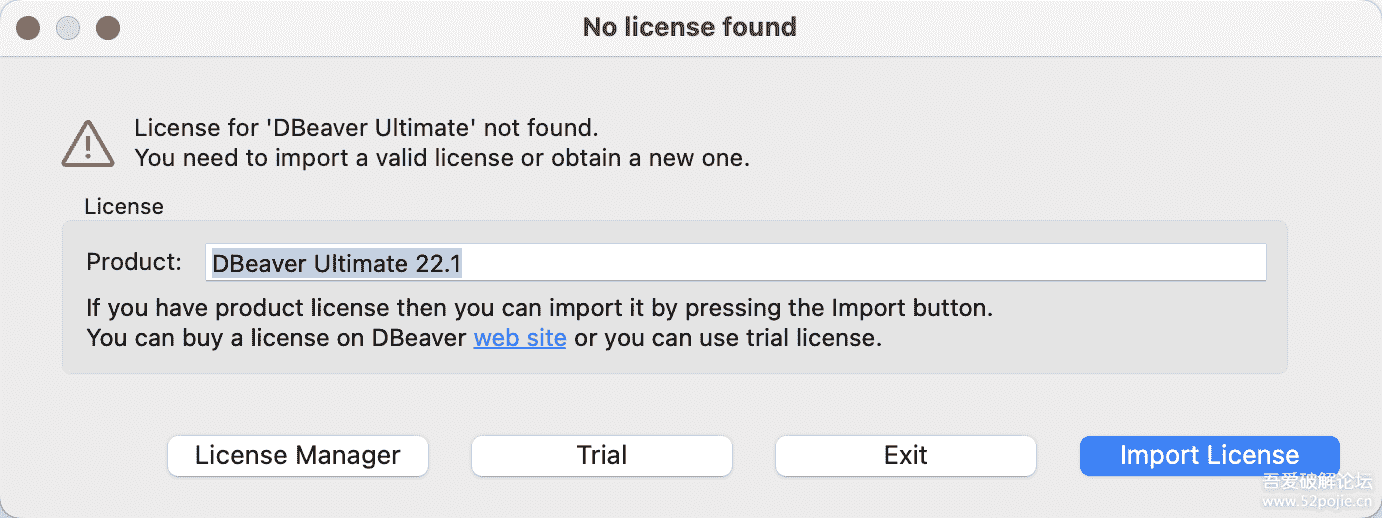 No license found
License for 'DBeaver Ultimate' not found.
You need to import a valid license or obtain a new one.
License
Product: DBeaver Ultimate 22.1
If you have product license then you can import it by pressing the Import button.
You can buy a license on DBeaver web site or you can use trial license.
License Manager Trial Exit Import License
吾爱破解论坛
www.52pojie.cn